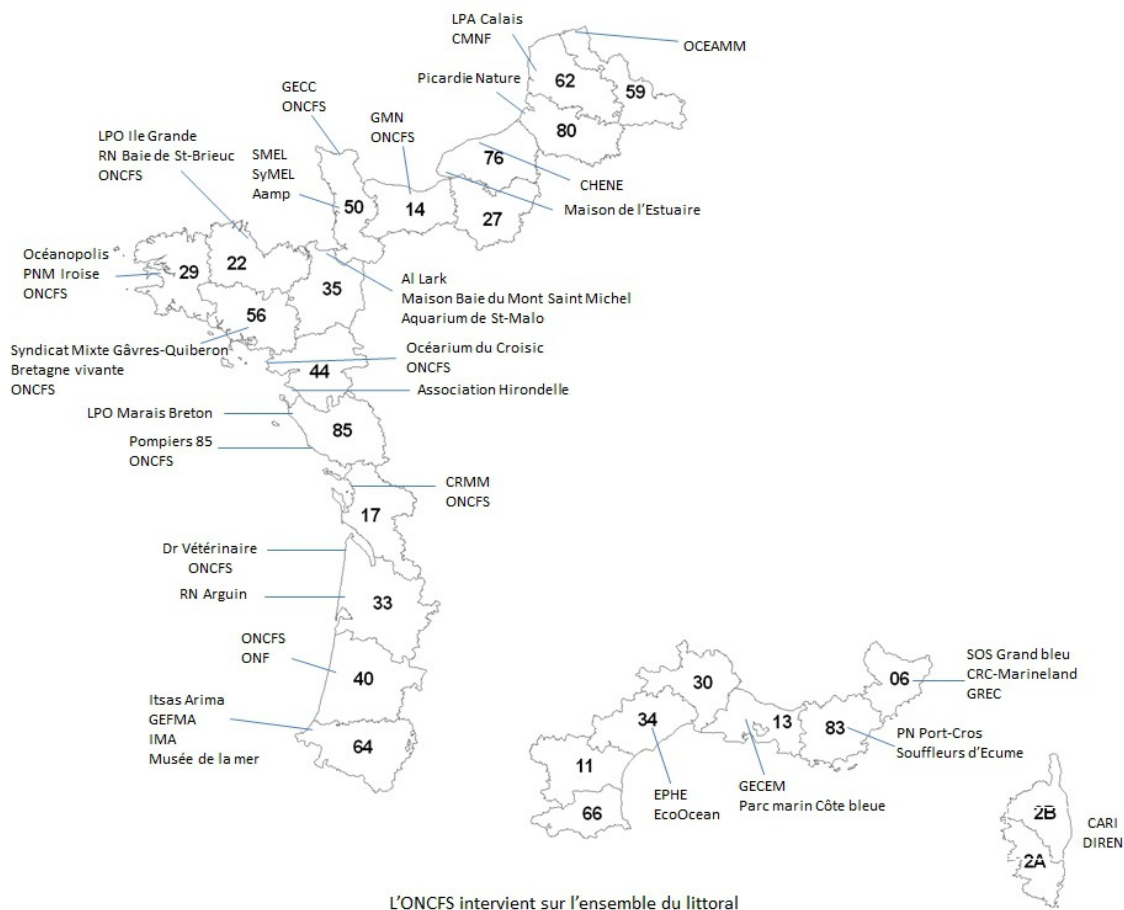 LPA Calais
CMNF
OCEAMM
62
59
Picardie Nature
80
GECC
ONCFS
GMN
ONCFS
76
CHENE
Maison de l'Estuaire
27
LPO Ile Grande
RN Baie de St-Brieuc
ONCFS
SMEL
SyMEL
Aamp
50
14
Océanopolis
PNM Iroise
ONCFS
29
22
35
56
Al Lark
Maison Baie du Mont Saint Michel
Aquarium de St-Malo
Syndicat Mixte Gâvres-Quiberon
Bretagne vivante
ONCFS
Océarium du Croisic
ONCFS
44
Association Hirondelle
LPO Marais Breton
85
Pompiers 85
ONCFS
CRMM
ONCFS
17
Dr Vétérinaire
ONCFS
RN Arguin
33
ONCFS
ONF
40
Itsas Arima
GEFMA
IMA
Musée de la mer
64
30
34
11
66
EPHE
EcoOcean
13
GECEM
Parc marin Côte bleue
83
PN Port-Cros
Souffleurs d'Ecume
06
SOS Grand bleu
CRC-Marineland
GREC
2B
2A
CARI
DIREN
L'ONCFS intervient sur l'ensemble du littoral